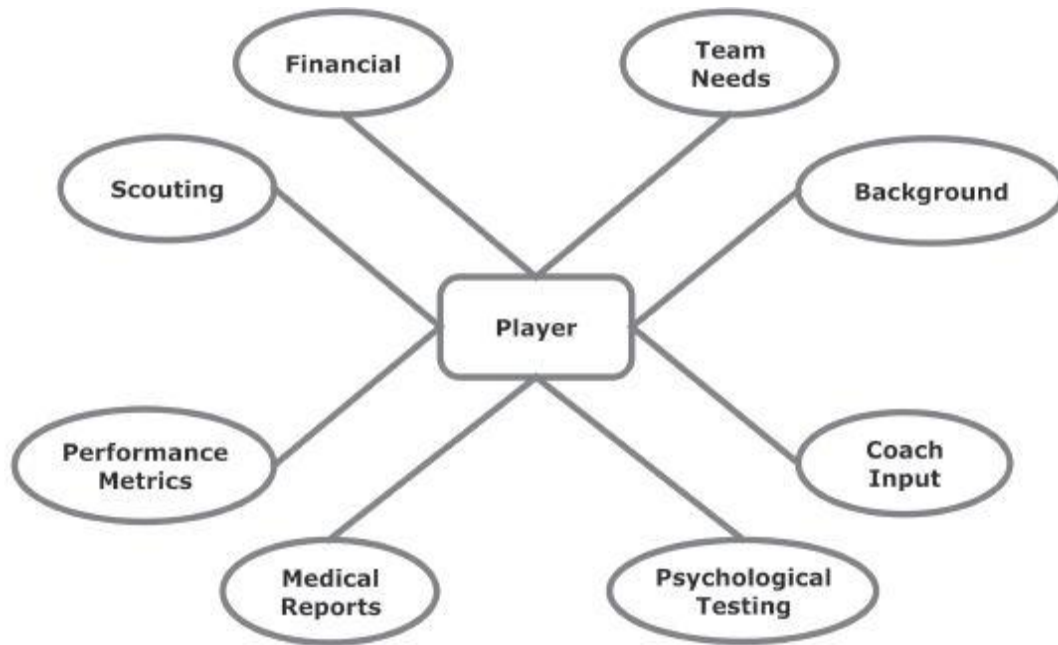 Financial
Team
Needs
Scouting
Background
Player
Performance
Metrics
Coach
Input
Medical
Reports
Psychological
Testing